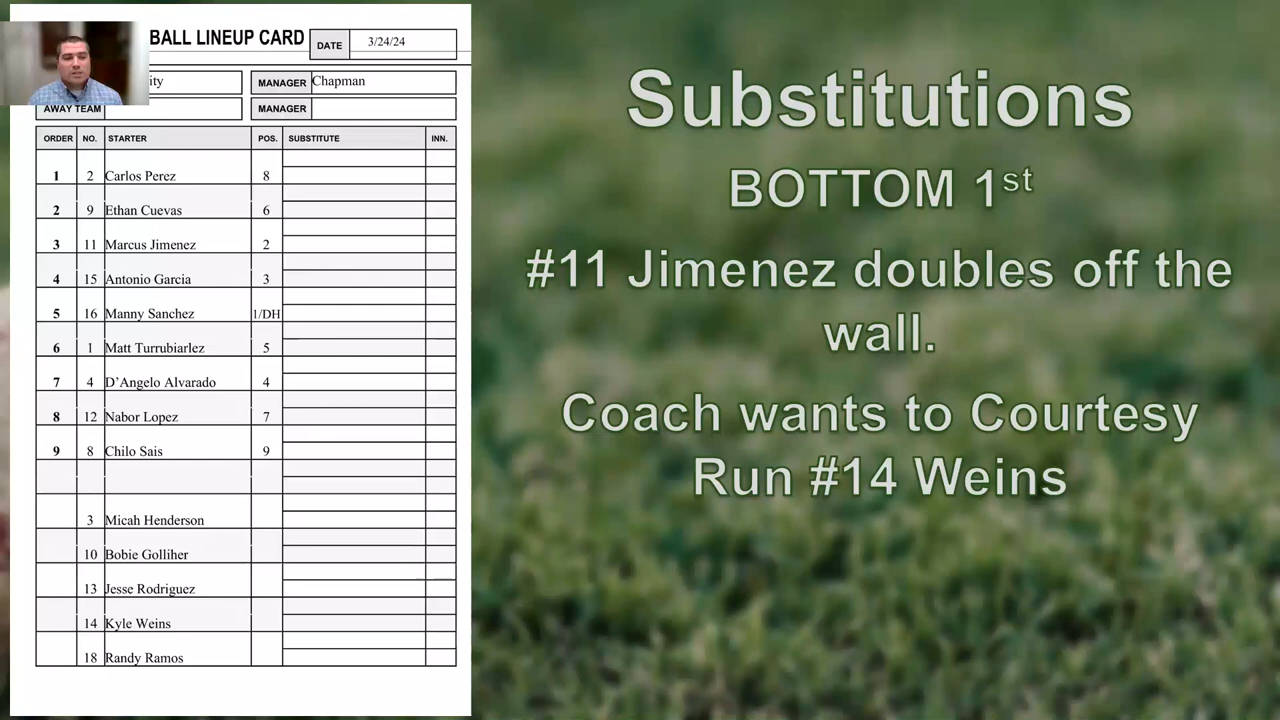 BALL LINEUP CARD
DATE 3/24/24
ity MANAGER Chapman
AWAY TEAM MANAGER
ORDER NO. STARTER POS. SUBSTITUTE INN.
1 2 Carlos Perez 8
2 9 Ethan Cuevas 6
3 11 Marcus Jimenez 2
4 15 Antonio Garcia 3
5 16 Manny Sanchez 1/DH
6 1 Matt Turrubiarlez 5
7 4 D’Angelo Alvarado 4
8 12 Nabor Lopez 7
9 8 Chilo Sais 9
3 Micah Henderson
10 Bobie Golliher
13 Jesse Rodriguez
14 Kyle Weins
18 Randy Ramos
Substitutions
BOTTOM 1st
#11 Jimenez doubles off the
wall.
Coach wants to Courtesy
Run #14 Weins